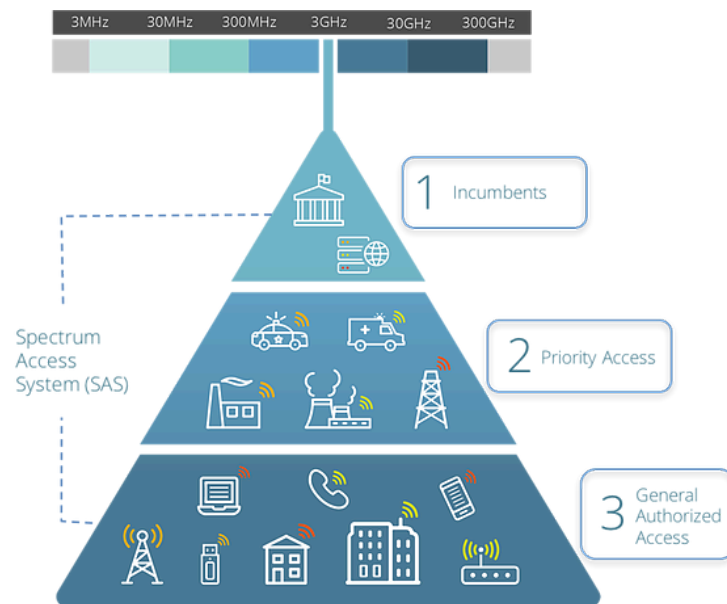 3MHz 30MHz 300MHz 3GHz 30GHz 300GHz
1 Incumbents
2 Priority Access
Spectrum
Access
System (SAS)
3 General
Authorized
Access